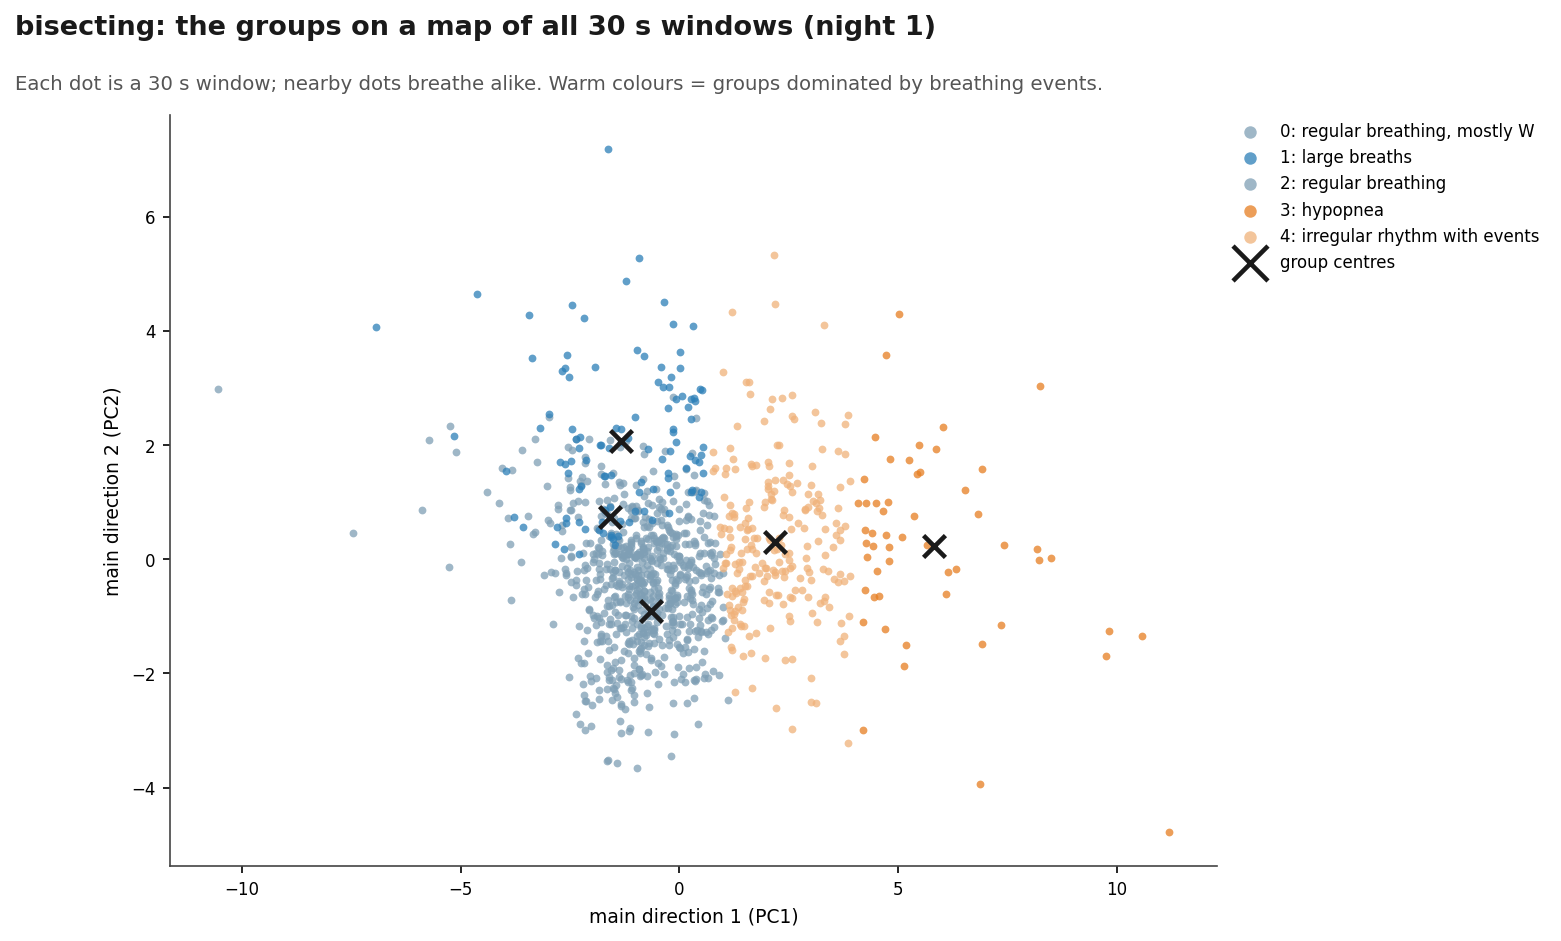 bisecting: the groups on a map of all 30 s windows (night 1)
Each dot is a 30 s window; nearby dots breathe alike. Warm colours = groups dominated by breathing events.
0: regular breathing, mostly W
1: large breaths
2: regular breathing
3: hypopnea
4: irregular rhythm with events
group centres
main direction 2 (PC2)
6
4
2
0
−2
−4
−10
−5
0
5
10
main direction 1 (PC1)